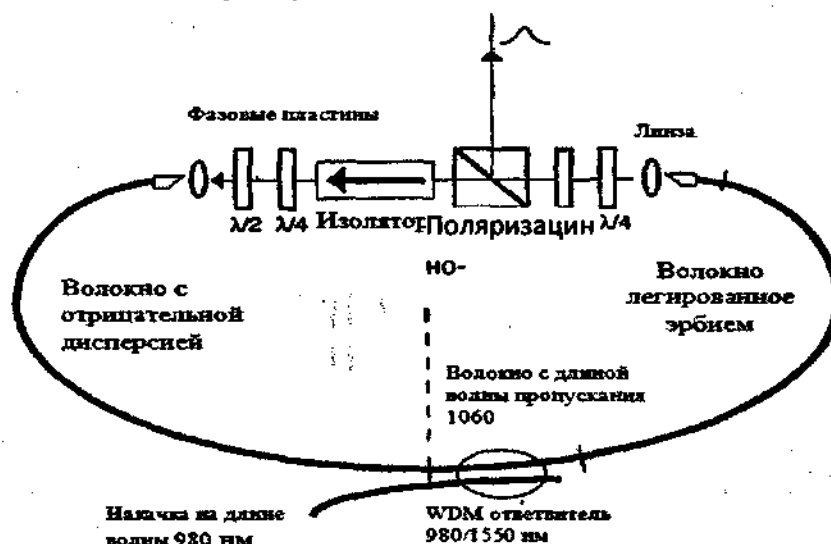 Фазовые пластины
Линза
λ/2
λ/4
Изолятор
Поляризацин
λ/4
но-
Волокно с
отрицательной
дисперсией
Волокно
легированное
эрбием
Волокно с длиной
волны пропускания
1060
Накачка на длине
волны 980 нм
WDM ответвитель
980/1550 нм